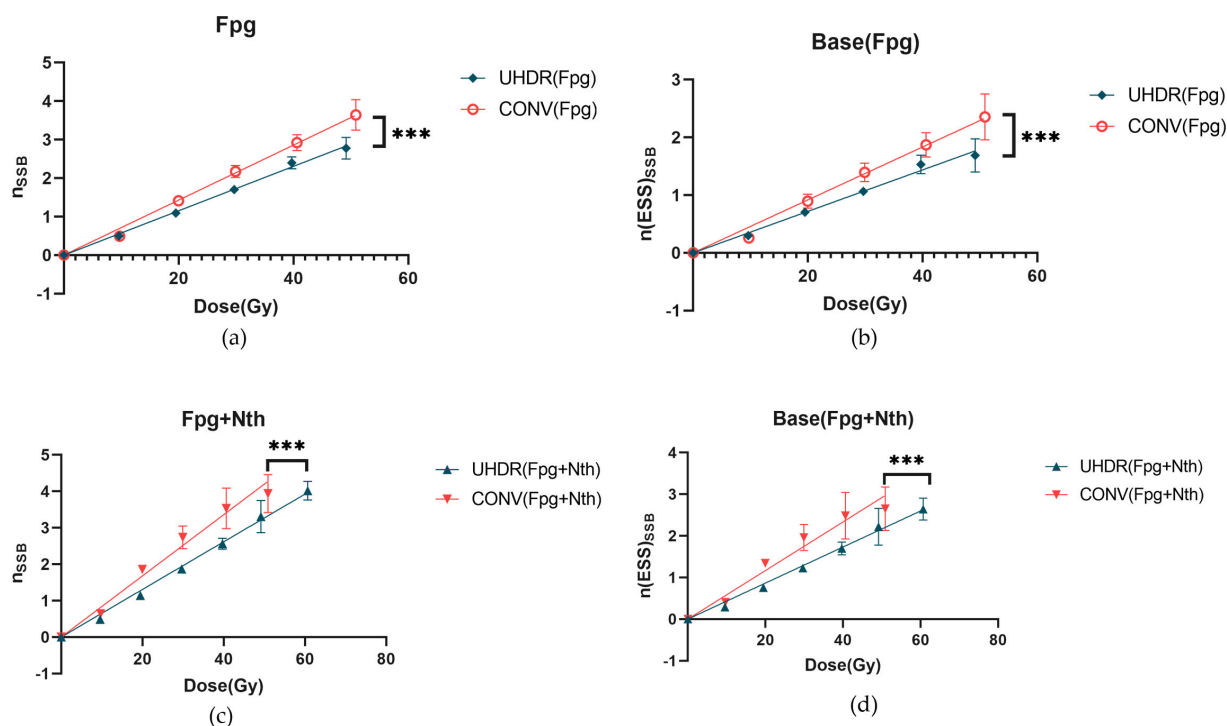 Fpg
UHDR(Fpg)
CONV(Fpg)
***
n_SSB
5
4
3
2
1
0
-1
20
40
60
Dose(Gy)
(a)
Base(Fpg)
UHDR(Fpg)
CONV(Fpg)
***
n(ESS)_SSB
3
2
1
0
-1
20
40
60
Dose(Gy)
(b)
Fpg+Nth
***
UHDR(Fpg+Nth)
CONV(Fpg+Nth)
n_SSB
5
4
3
2
1
0
-1
20
40
60
80
Dose(Gy)
(c)
Base(Fpg+Nth)
***
UHDR(Fpg+Nth)
CONV(Fpg+Nth)
n(ESS)_SSB
4
3
2
1
0
-1
20
40
60
80
Dose(Gy)
(d)